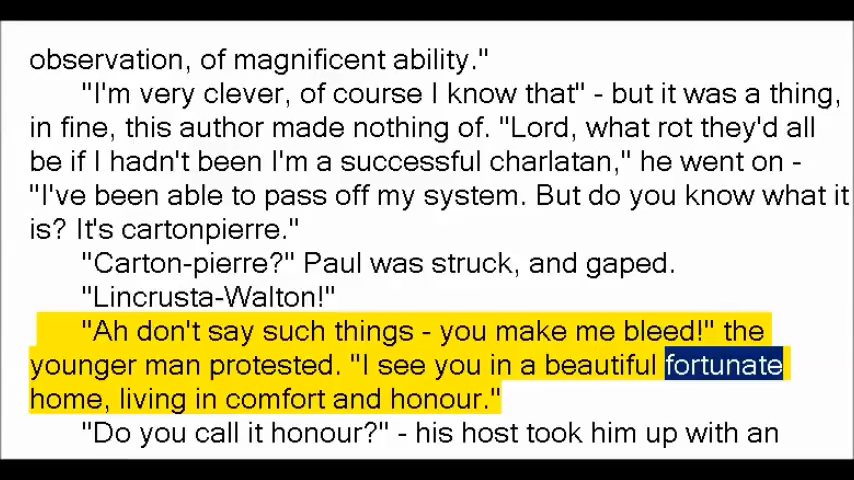 observation, of magnificent ability."
"I'm very clever, of course I know that" - but it was a thing,
in fine, this author made nothing of. "Lord, what rot they'd all
be if I hadn't been I'm a successful charlatan," he went on -
"I've been able to pass off my system. But do you know what it
is? It's cartonpierre."
"Carton-pierre?" Paul was struck, and gaped.
"Lincrusta-Walton!"
"Ah don't say such things - you make me bleed!" the
younger man protested. "I see you in a beautiful fortunate
home, living in comfort and honour."
"Do you call it honour?" - his host took him up with an